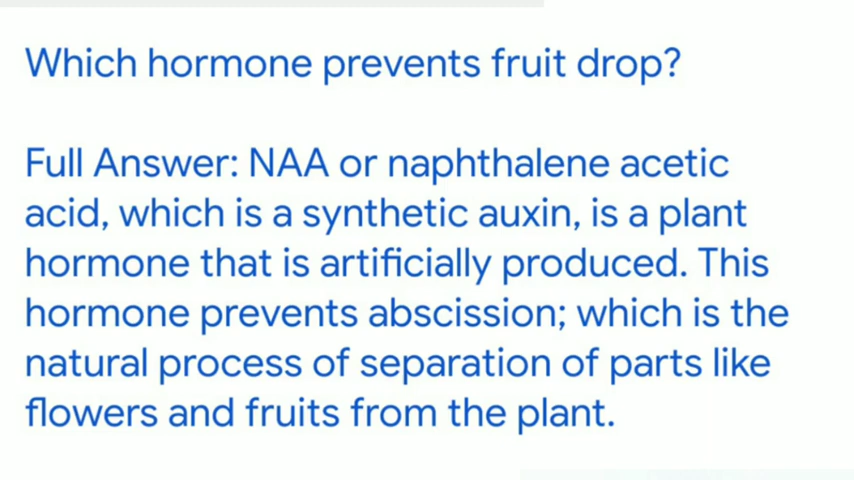 Which hormone prevents fruit drop?
Full Answer: NAA or naphthalene acetic
acid, which is a synthetic auxin, is a plant
hormone that is artificially produced. This
hormone prevents abscission; which is the
natural process of separation of parts like
flowers and fruits from the plant.